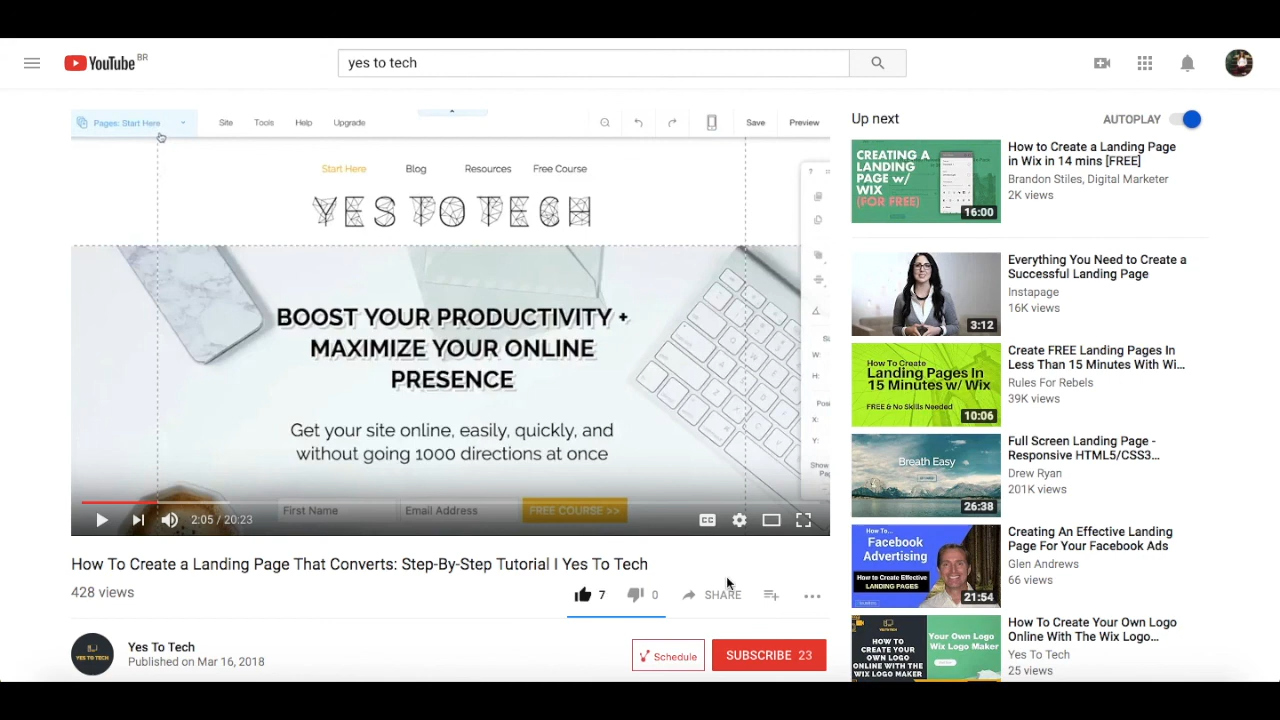 YouTube BR
yes to tech
Pages: Start Here
Site
Tools
Help
Upgrade
Save
Preview
Start Here
Blog
Resources
Free Course
YES TO TECH
BOOST YOUR PRODUCTIVITY +
MAXIMIZE YOUR ONLINE
PRESENCE
Get your site online, easily, quickly, and
without going 1000 directions at once
First Name
Email Address
FREE COURSE >>
W:
H:
X:
Y:
Show
2:05 / 20:23
CC
How To Create a Landing Page That Converts: Step-By-Step Tutorial I Yes To Tech
428 views
7
0
SHARE
YES TO TECH
Yes To Tech
Published on Mar 16, 2018
Schedule
SUBSCRIBE 23
Up next
AUTOPLAY
CREATING A
LANDING
PAGE w/
WIX
(FOR FREE)
16:00
How to Create a Landing Page
in Wix in 14 mins [FREE]
Brandon Stiles, Digital Marketer
2K views
3:12
Everything You Need to Create a
Successful Landing Page
Instapage
16K views
How To Create
Landing Pages In
15 Minutes w/ Wix
FREE & No Skills Needed
10:06
Create FREE Landing Pages In
Less Than 15 Minutes With Wi...
Rules For Rebels
39K views
Breath Easy
26:38
Full Screen Landing Page -
Responsive HTML5/CSS3...
Drew Ryan
201K views
How To...
Facebook
Advertising
How to Create Effective
LANDING PAGES
21:54
Creating An Effective Landing
Page For Your Facebook Ads
Glen Andrews
66 views
HOW TO
CREATE YOUR
OWN LOGO
ONLINE WITH THE
WIX LOGO MAKER
Your Own Logo
Wix Logo Maker
How To Create Your Own Logo
Online With The Wix Logo...
Yes To Tech
25 views